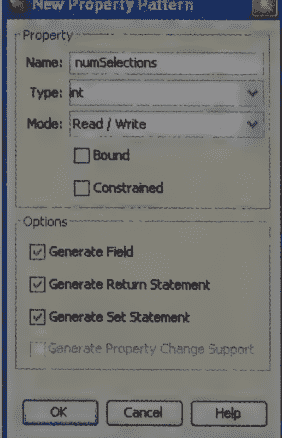 New Property Pattern
Property
Name: numSelections
Type: int
Mode: Read / Write
Bound
Constrained
Options
Generate Field
Generate Return Statement
Generate Set Statement
Generate Property Change Support
OK Cancel Help